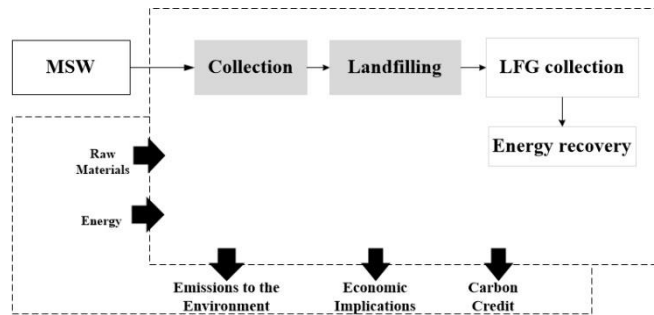 MSW
Collection
Landfilling
LFG collection
Energy recovery
Raw
Materials
Energy
Emissions to the
Environment
Economic
Implications
Carbon
Credit